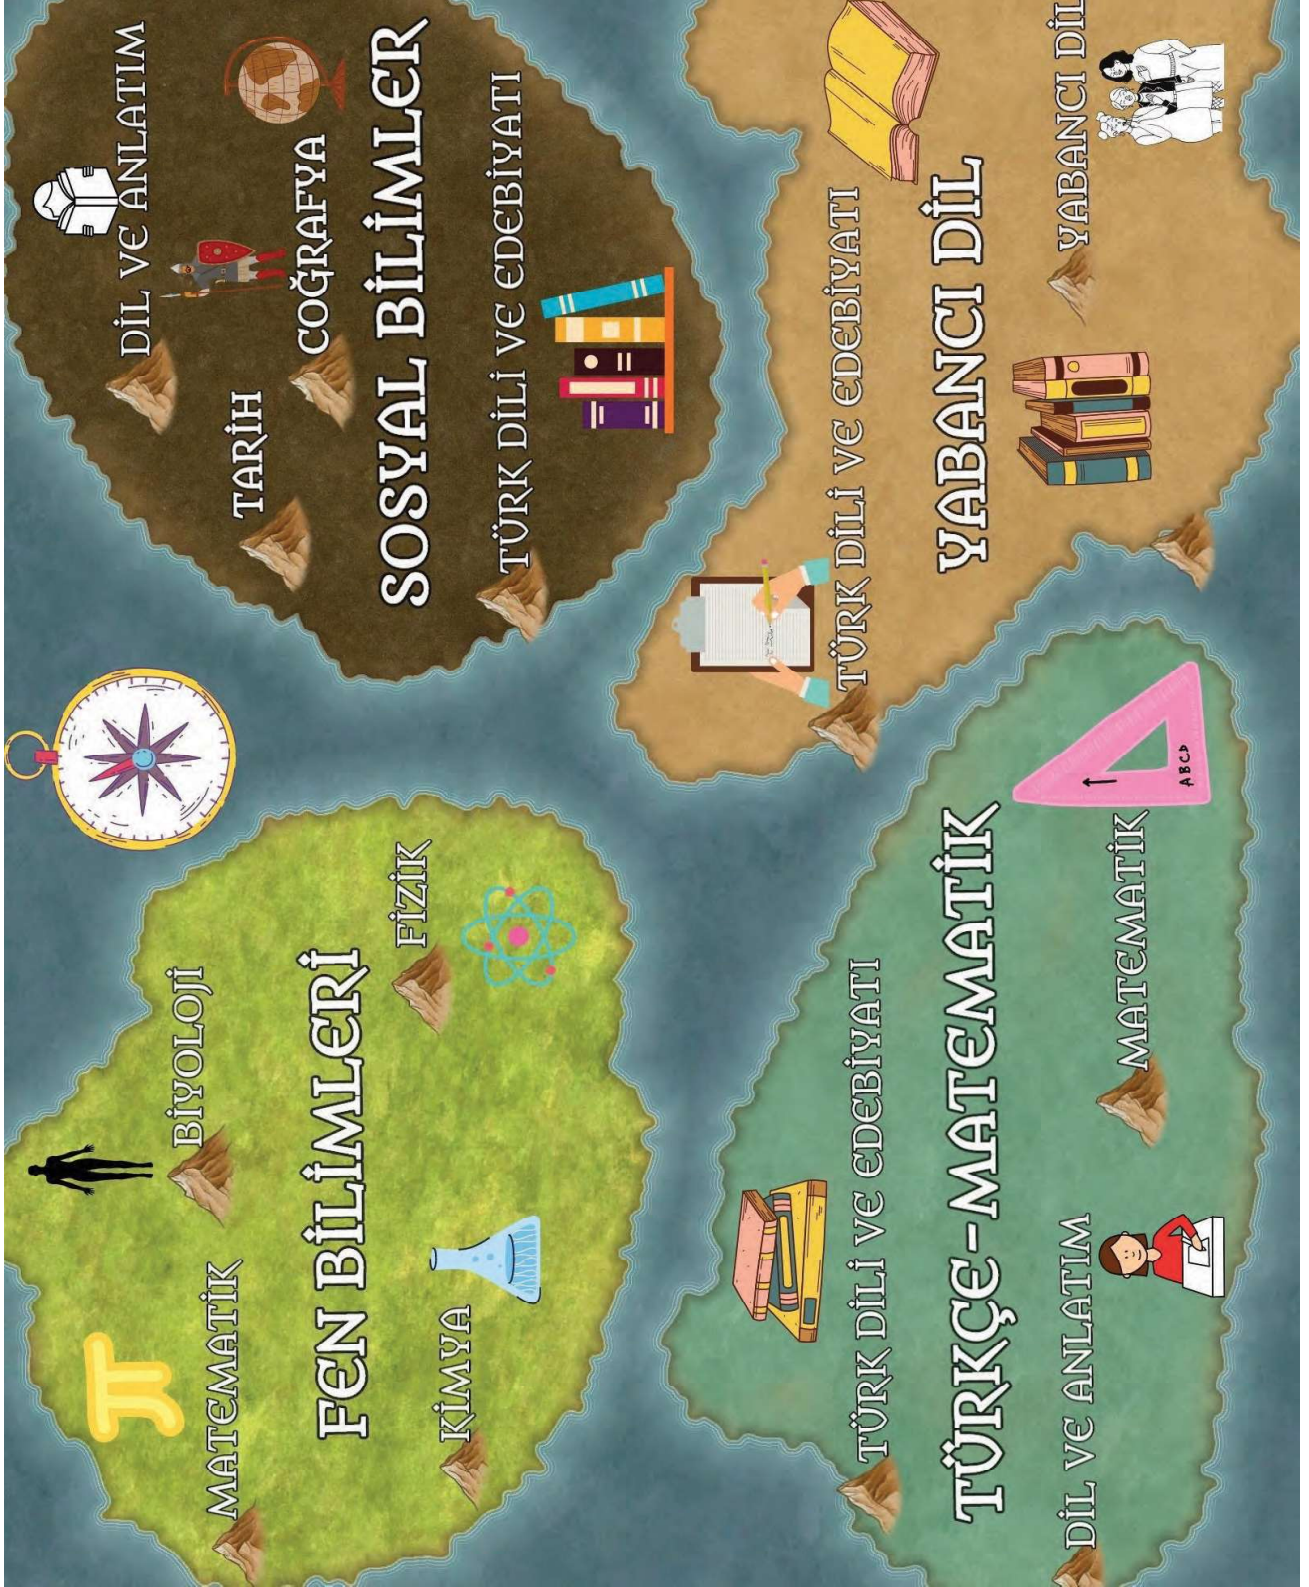 MATEMATİK
BİYOLOJİ
FEN BİLİMLERİ
KİMYA
FİZİK
DİL VE ANLATIM
TARİH
COĞRAFYA
SOSYAL BİLİMLER
TÜRK DİLİ VE EDEBİYATI
TÜRK DİLİ VE EDEBİYATI
TÜRKÇE-MATEMATİK
DİL VE ANLATIM
MATEMATİK
ABCD
TÜRK DİLİ VE EDEBİYATI
YABANCI DİL
YABANCI DİL